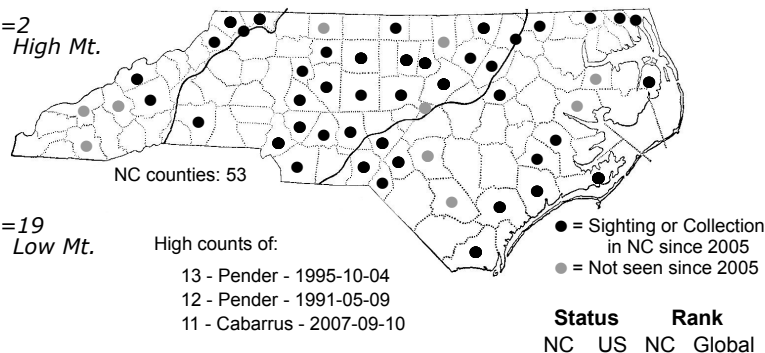 =2
High Mt.
NC counties: 53
=19
Low Mt.
High counts of:
13 - Pender - 1995-10-04
12 - Pender - 1991-05-09
11 - Cabarrus - 2007-09-10
= Sighting or Collection
in NC since 2005
= Not seen since 2005
Status Rank
NC US NC Global